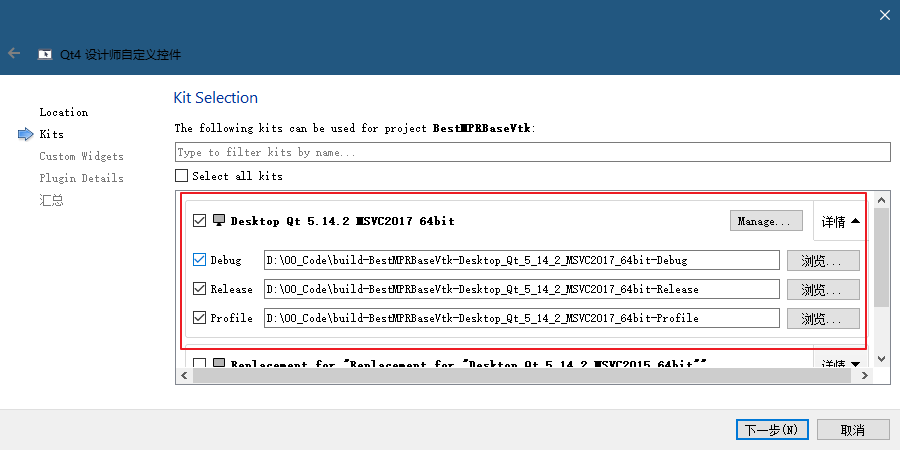 Qt4 设计师自定义控件
Location
Kits
Custom Widgets
Plugin Details
汇总
Kit Selection
The following kits can be used for project BestMPRBaseVtk:
Type to filter kits by name...
Select all kits
Desktop Qt 5.14.2 MSVC2017 64bit
Manage...
详情
Debug
D:\00_Code\build-BestMPRBaseVtk-Desktop_Qt_5_14_2_MSVC2017_64bit-Debug
浏览...
Release
D:\00_Code\build-BestMPRBaseVtk-Desktop_Qt_5_14_2_MSVC2017_64bit-Release
浏览...
Profile
D:\00_Code\build-BestMPRBaseVtk-Desktop_Qt_5_14_2_MSVC2017_64bit-Profile
浏览...
Replacement for "Replacement for "Desktop Qt 5.14.2 MSVC2015 64bit""
详情
下一步(N)
取消